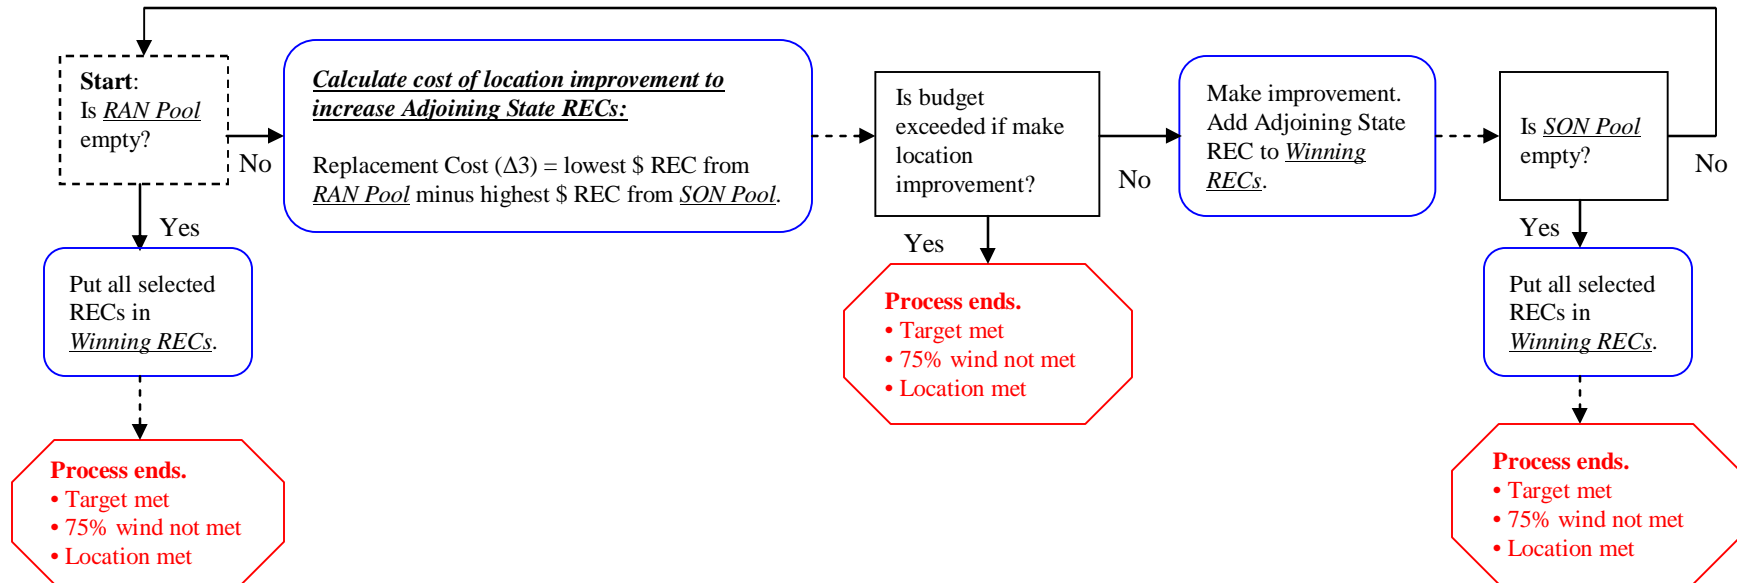 Start:
Is RAN Pool
empty?
No
Yes
Put all selected
RECs in
Winning RECs.
Process ends.
• Target met
• 75% wind not met
• Location met
Calculate cost of location improvement to
increase Adjoining State RECs:
Replacement Cost (Δ3) = lowest $ REC from
RAN Pool minus highest $ REC from SON Pool.
Is budget
exceeded if make
location
improvement?
No
Yes
Process ends.
• Target met
• 75% wind not met
• Location met
Make improvement.
Add Adjoining State
REC to Winning
RECs.
Is SON Pool
empty?
No
Yes
Put all selected
RECs in
Winning RECs.
Process ends.
• Target met
• 75% wind not met
• Location met